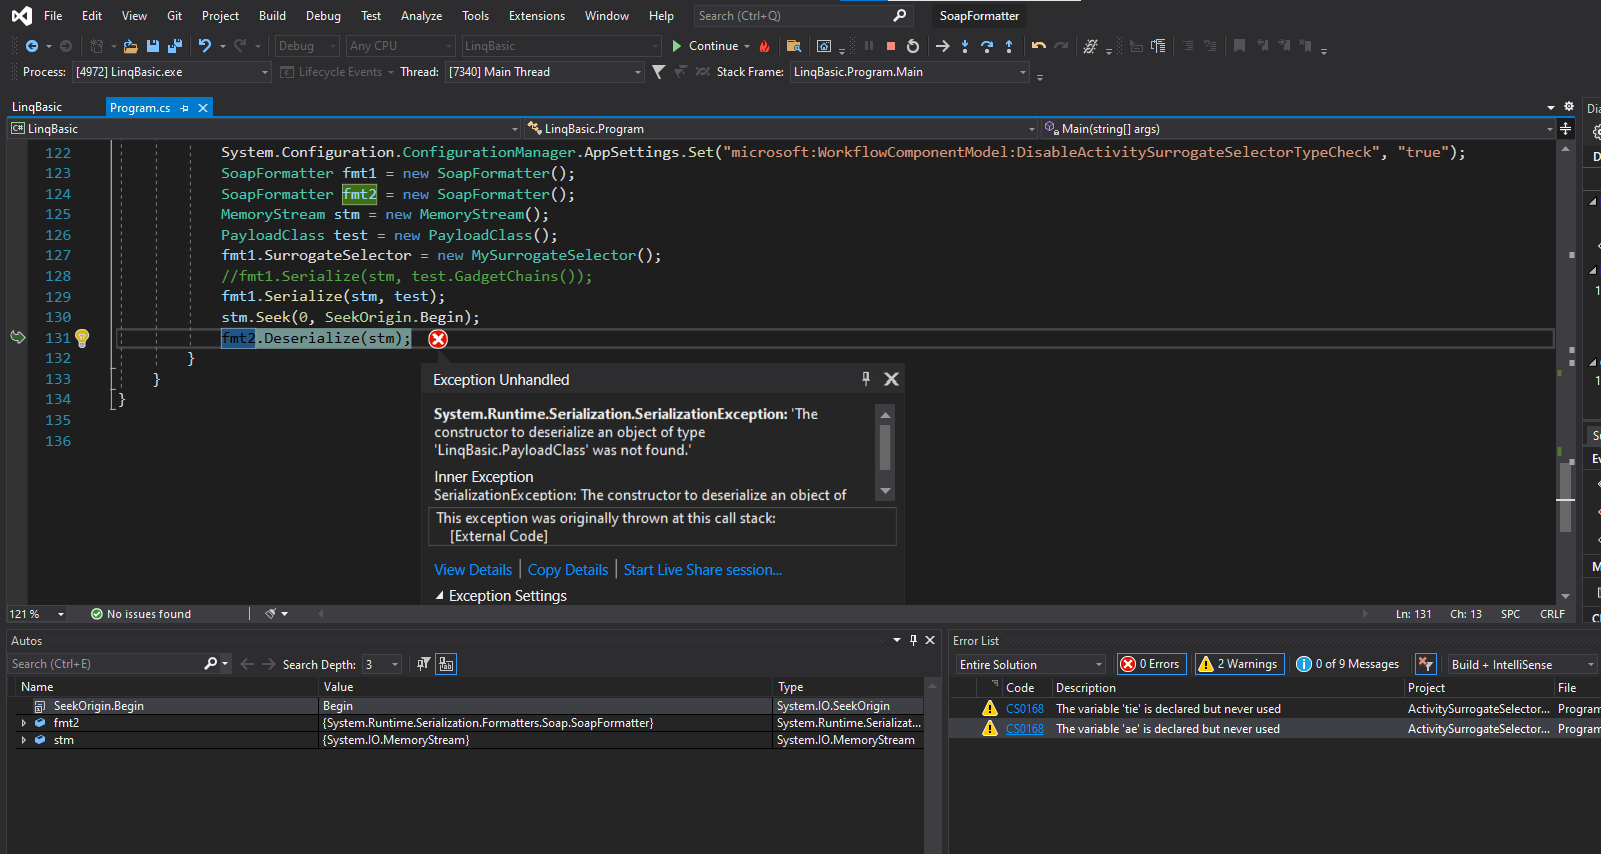 File Edit View Git Project Build Debug Test Analyze Tools Extensions Window Help Search (Ctrl+Q) SoapFormatter
Debug Any CPU LinqBasic Continue
Process: [4972] LinqBasic.exe Lifecycle Events Thread: [7340] Main Thread Stack Frame: LinqBasic.Program.Main
LinqBasic Program.cs
C# LinqBasic LinqBasic.Program Main(string[] args)
122 System.Configuration.ConfigurationManager.AppSettings.Set("microsoft:WorkflowComponentModel:DisableActivitySurrogateSelectorTypeCheck", "true");
123 SoapFormatter fmt1 = new SoapFormatter();
124 SoapFormatter fmt2 = new SoapFormatter();
125 MemoryStream stm = new MemoryStream();
126 PayloadClass test = new PayloadClass();
127 fmt1.SurrogateSelector = new MySurrogateSelector();
128 //fmt1.Serialize(stm, test.GadgetChains());
129 fmt1.Serialize(stm, test);
130 stm.Seek(0, SeekOrigin.Begin);
131 fmt2.Deserialize(stm);
132 }
133 }
134 }
135
136
Exception Unhandled
System.Runtime.Serialization.SerializationException: 'The
constructor to deserialize an object of type
'LinqBasic.PayloadClass' was not found.'
Inner Exception
SerializationException: The constructor to deserialize an object of
This exception was originally thrown at this call stack:
[External Code]
View Details | Copy Details | Start Live Share session...
Exception Settings
121 % No issues found Ln: 131 Ch: 13 SPC CRLF
Autos
Search (Ctrl+E) Search Depth: 3
Name Value Type
SeekOrigin.Begin Begin System.IO.SeekOrigin
fmt2 {System.Runtime.Serialization.Formatters.Soap.SoapFormatter} System.Runtime.Serializat...
stm {System.IO.MemoryStream} System.IO.MemoryStream
Error List
Entire Solution 0 Errors 2 Warnings 0 of 9 Messages Build + IntelliSense
Code Description Project File
CS0168 The variable 'tie' is declared but never used ActivitySurrogateSelector... Program
CS0168 The variable 'ae' is declared but never used ActivitySurrogateSelector... Program